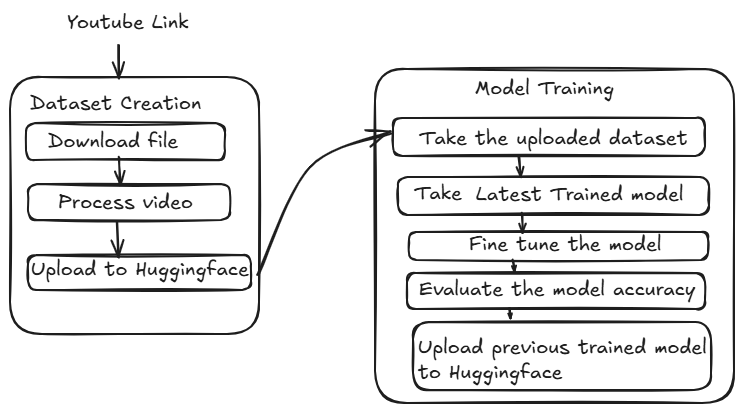 Youtube Link
Dataset Creation
Download file
Process video
Upload to Huggingface
Model Training
Take the uploaded dataset
Take Latest Trained model
Fine tune the model
Evaluate the model accuracy
Upload previous trained model
to Huggingface